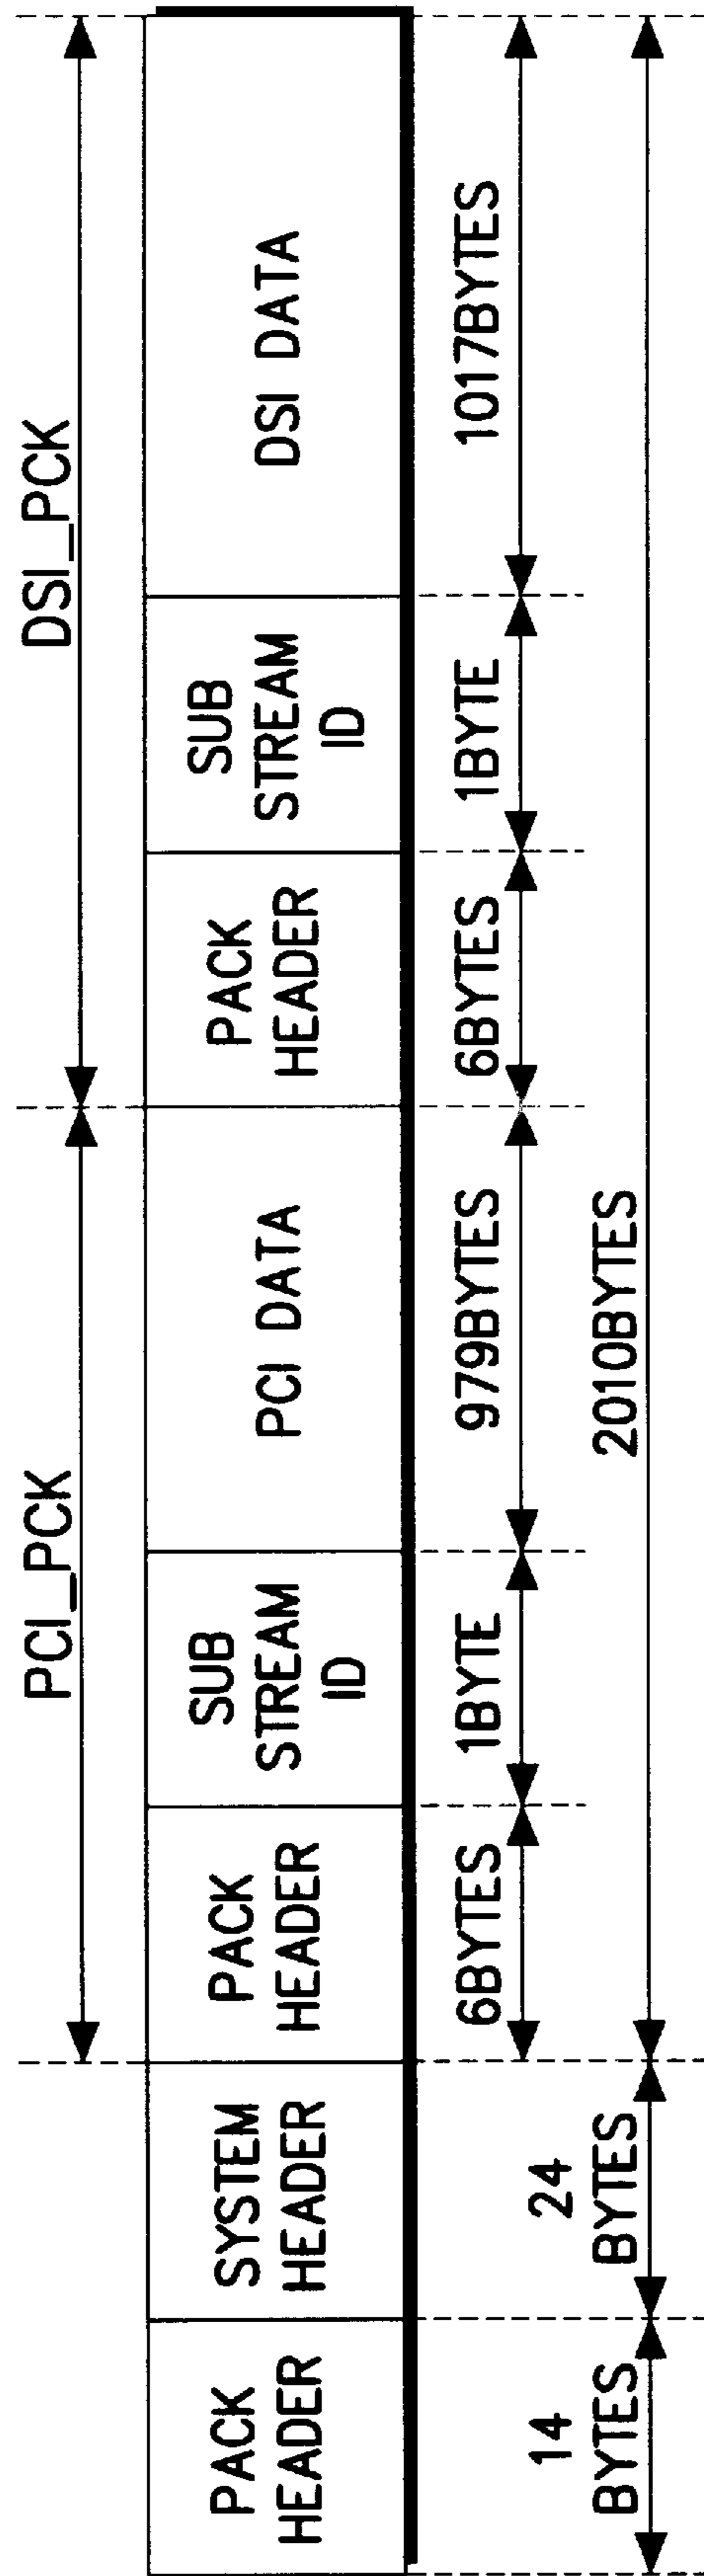 PCI_PCK
DSI_PCK
PACK
HEADER
SYSTEM
HEADER
PACK
HEADER
SUB
STREAM
ID
PCI DATA
PACK
HEADER
SUB
STREAM
ID
DSI DATA
6BYTES
1BYTE
979BYTES
6BYTES
1BYTE
1017BYTES
14
BYTES
24
BYTES
2010BYTES